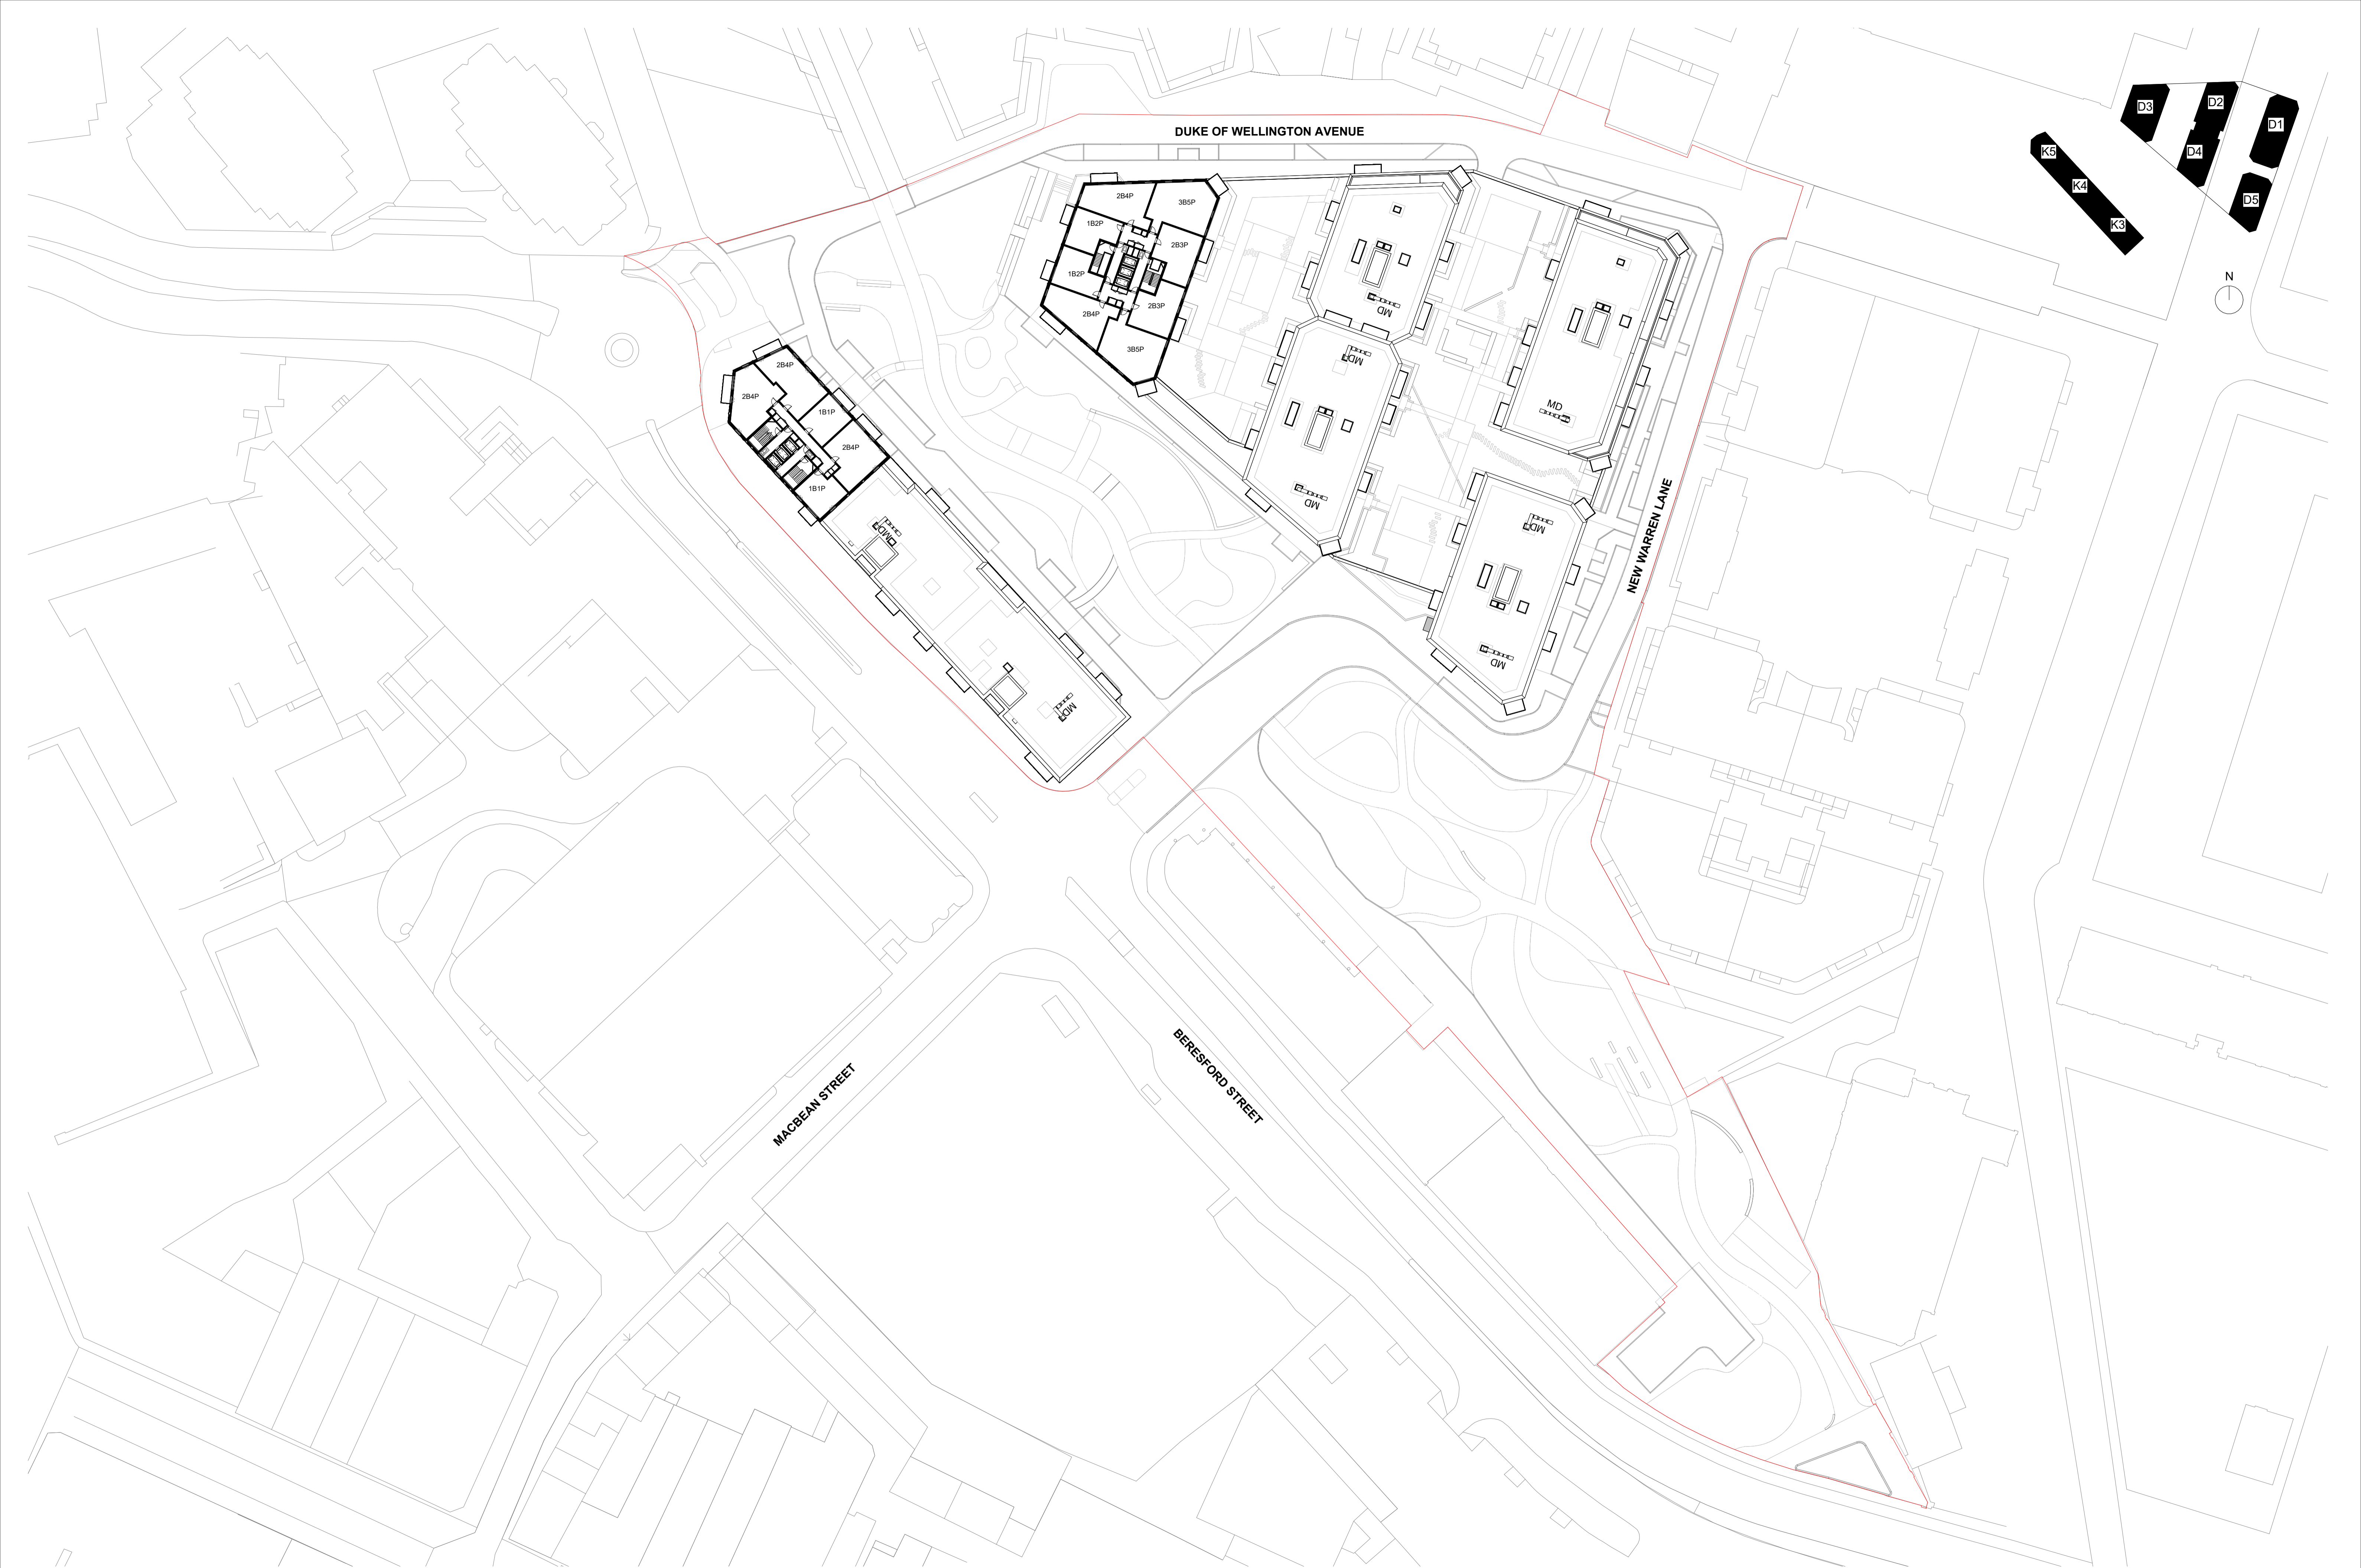 DUKE OF WELLINGTON AVENUE
D3
D2
D1
K5
D4
K4
D5
K3
N
2B4P
3B5P
1B2P
2B3P
1B2P
2B3P
2B4P
3B5P
MD
MD
MD
MD
MD
MD
2B4P
2B4P
1B1P
2B4P
1B1P
MD
MD
NEW WARREN LANE
MACBEAN STREET
BERESFORD STREET